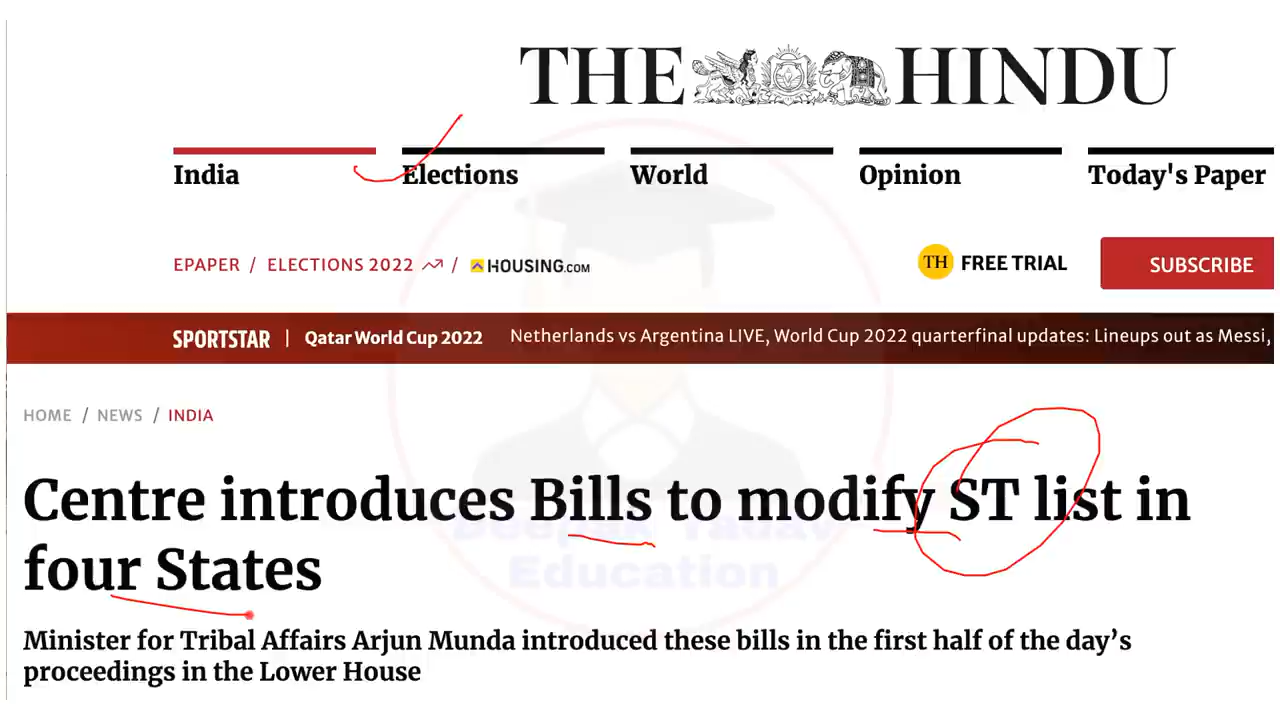 THE HINDU
India Elections World Opinion Today's Paper
EPAPER / ELECTIONS 2022 / HOUSING.COM TH FREE TRIAL SUBSCRIBE
SPORTSTAR | Qatar World Cup 2022 Netherlands vs Argentina LIVE, World Cup 2022 quarterfinal updates: Lineups out as Messi,
HOME / NEWS / INDIA
Centre introduces Bills to modify ST list in
Deepak Yadav
four States
Education
Minister for Tribal Affairs Arjun Munda introduced these bills in the first half of the day’s
proceedings in the Lower House